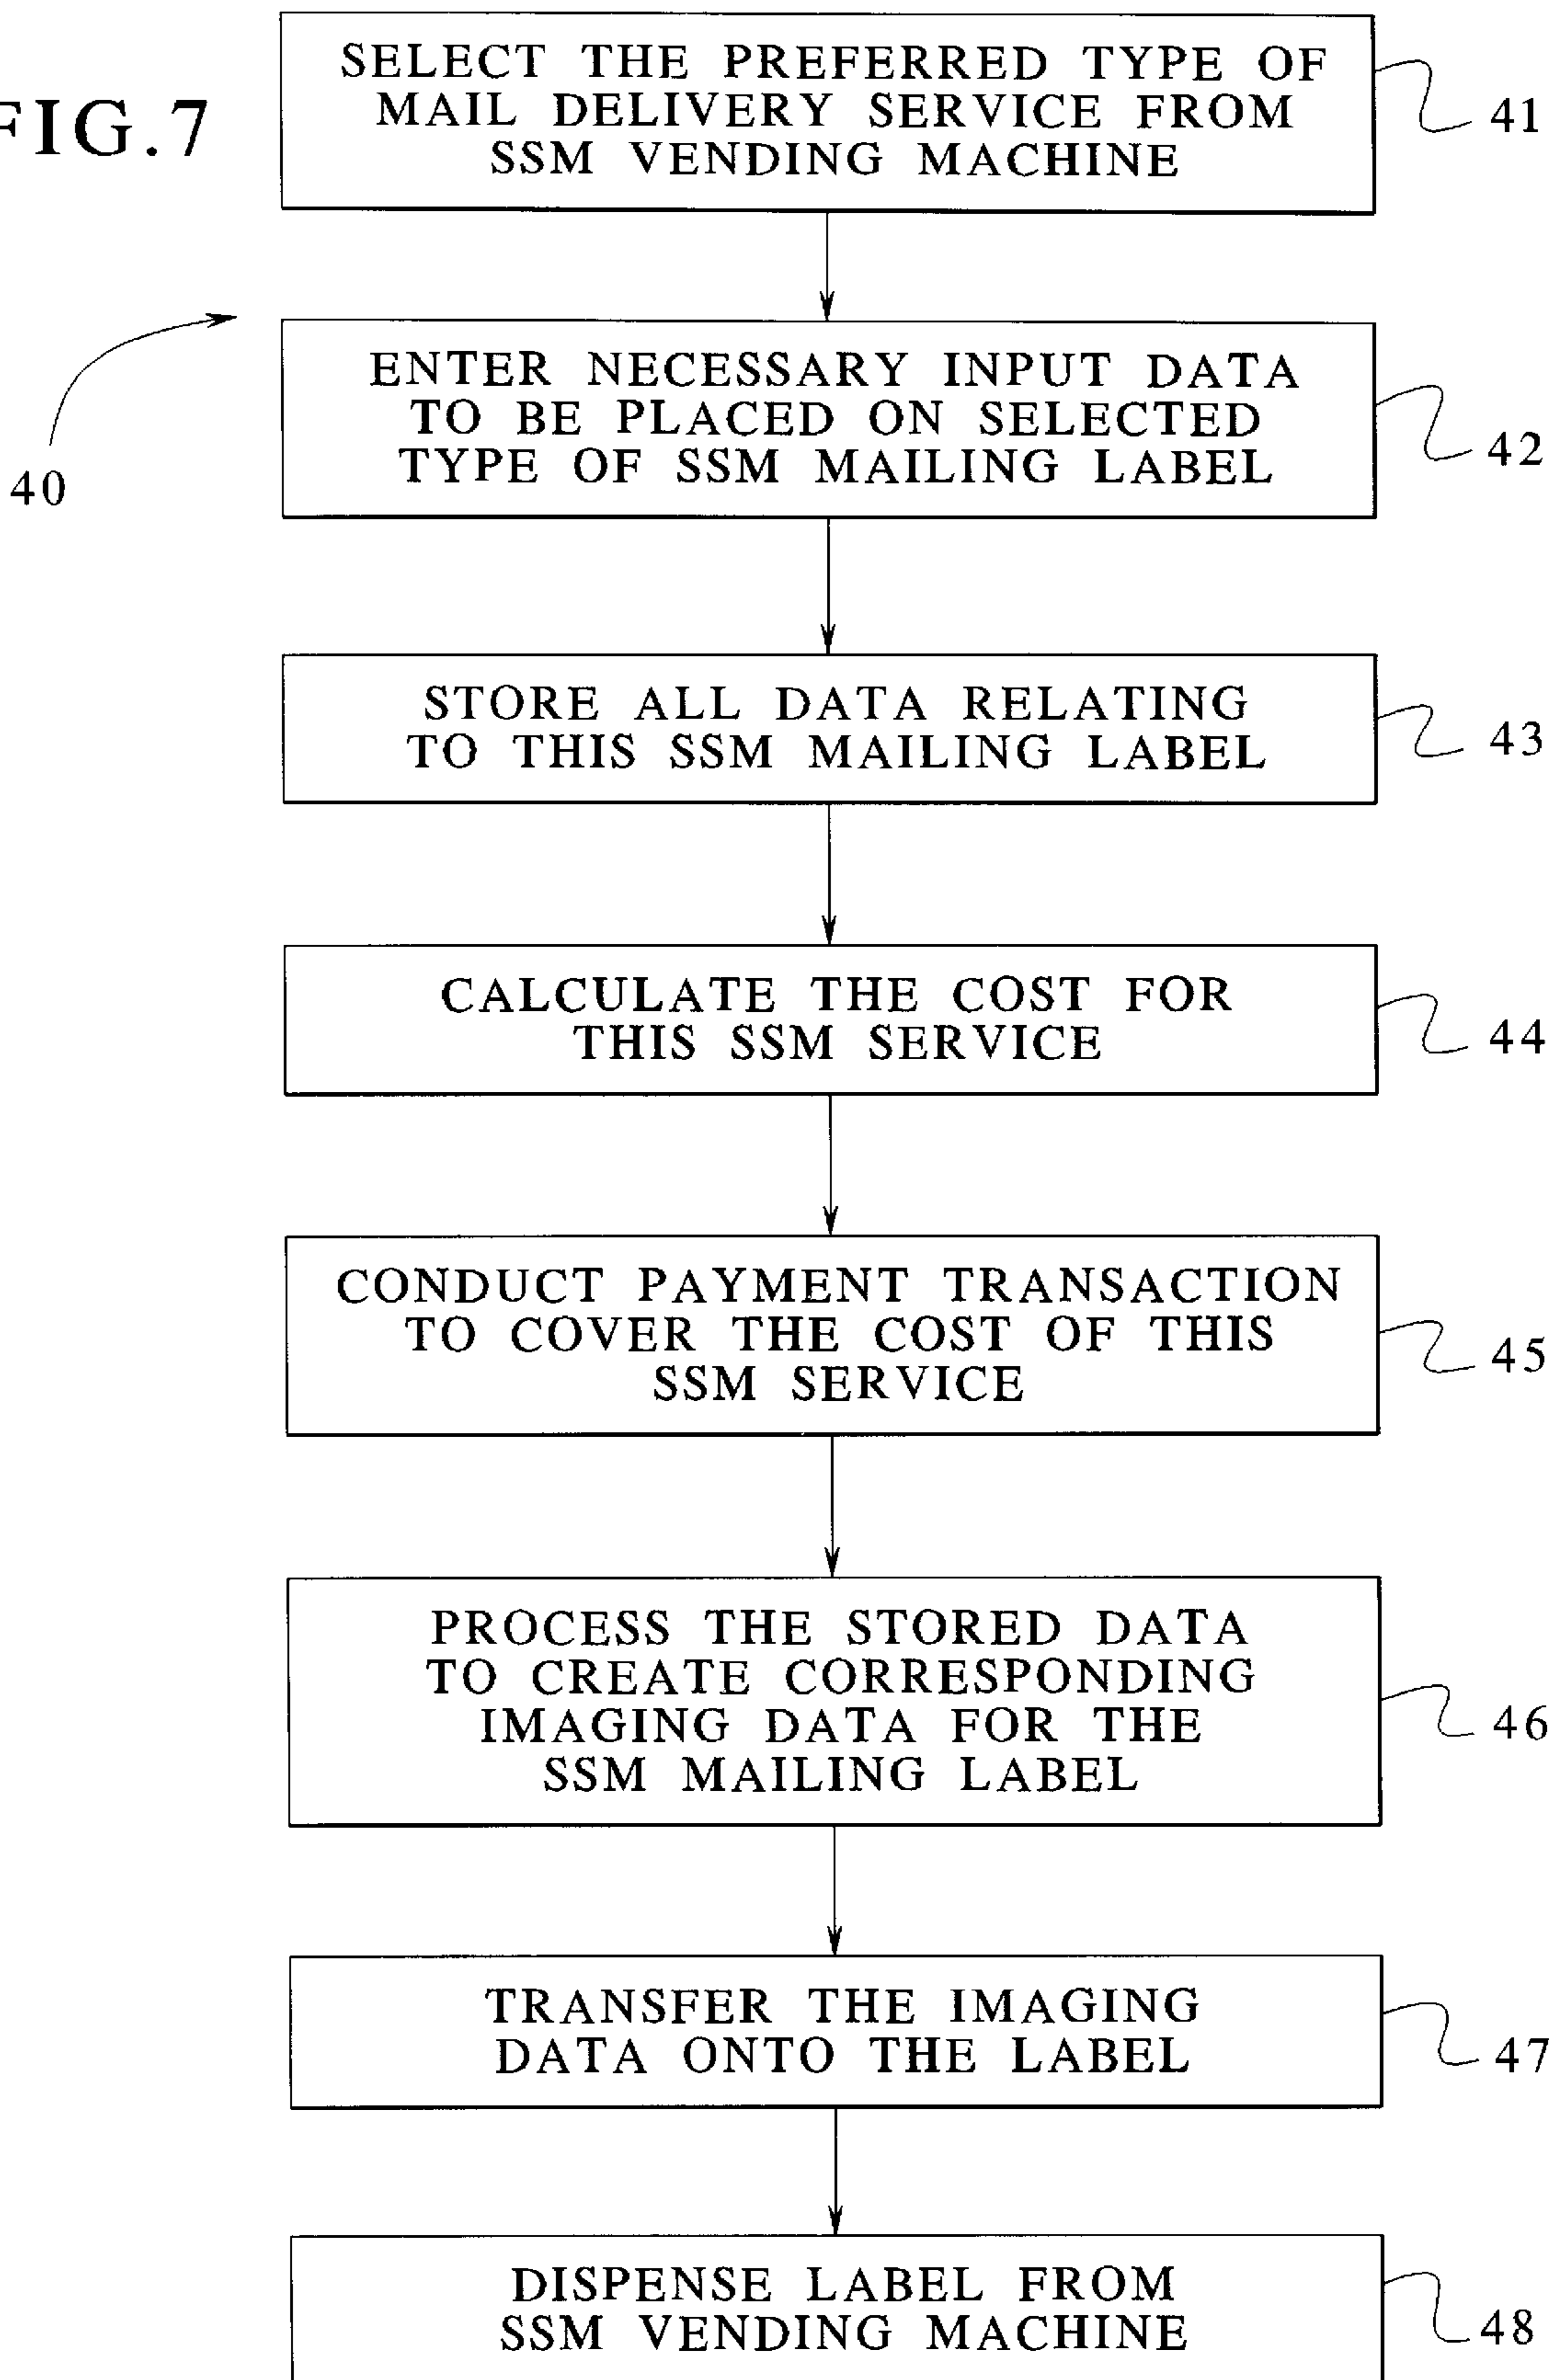 FIG.7
SELECT THE PREFERRED TYPE OF
MAIL DELIVERY SERVICE FROM
SSM VENDING MACHINE
41
40
ENTER NECESSARY INPUT DATA
TO BE PLACED ON SELECTED
TYPE OF SSM MAILING LABEL
42
STORE ALL DATA RELATING
TO THIS SSM MAILING LABEL
43
CALCULATE THE COST FOR
THIS SSM SERVICE
44
CONDUCT PAYMENT TRANSACTION
TO COVER THE COST OF THIS
SSM SERVICE
45
PROCESS THE STORED DATA
TO CREATE CORRESPONDING
IMAGING DATA FOR THE
SSM MAILING LABEL
46
TRANSFER THE IMAGING
DATA ONTO THE LABEL
47
DISPENSE LABEL FROM
SSM VENDING MACHINE
48